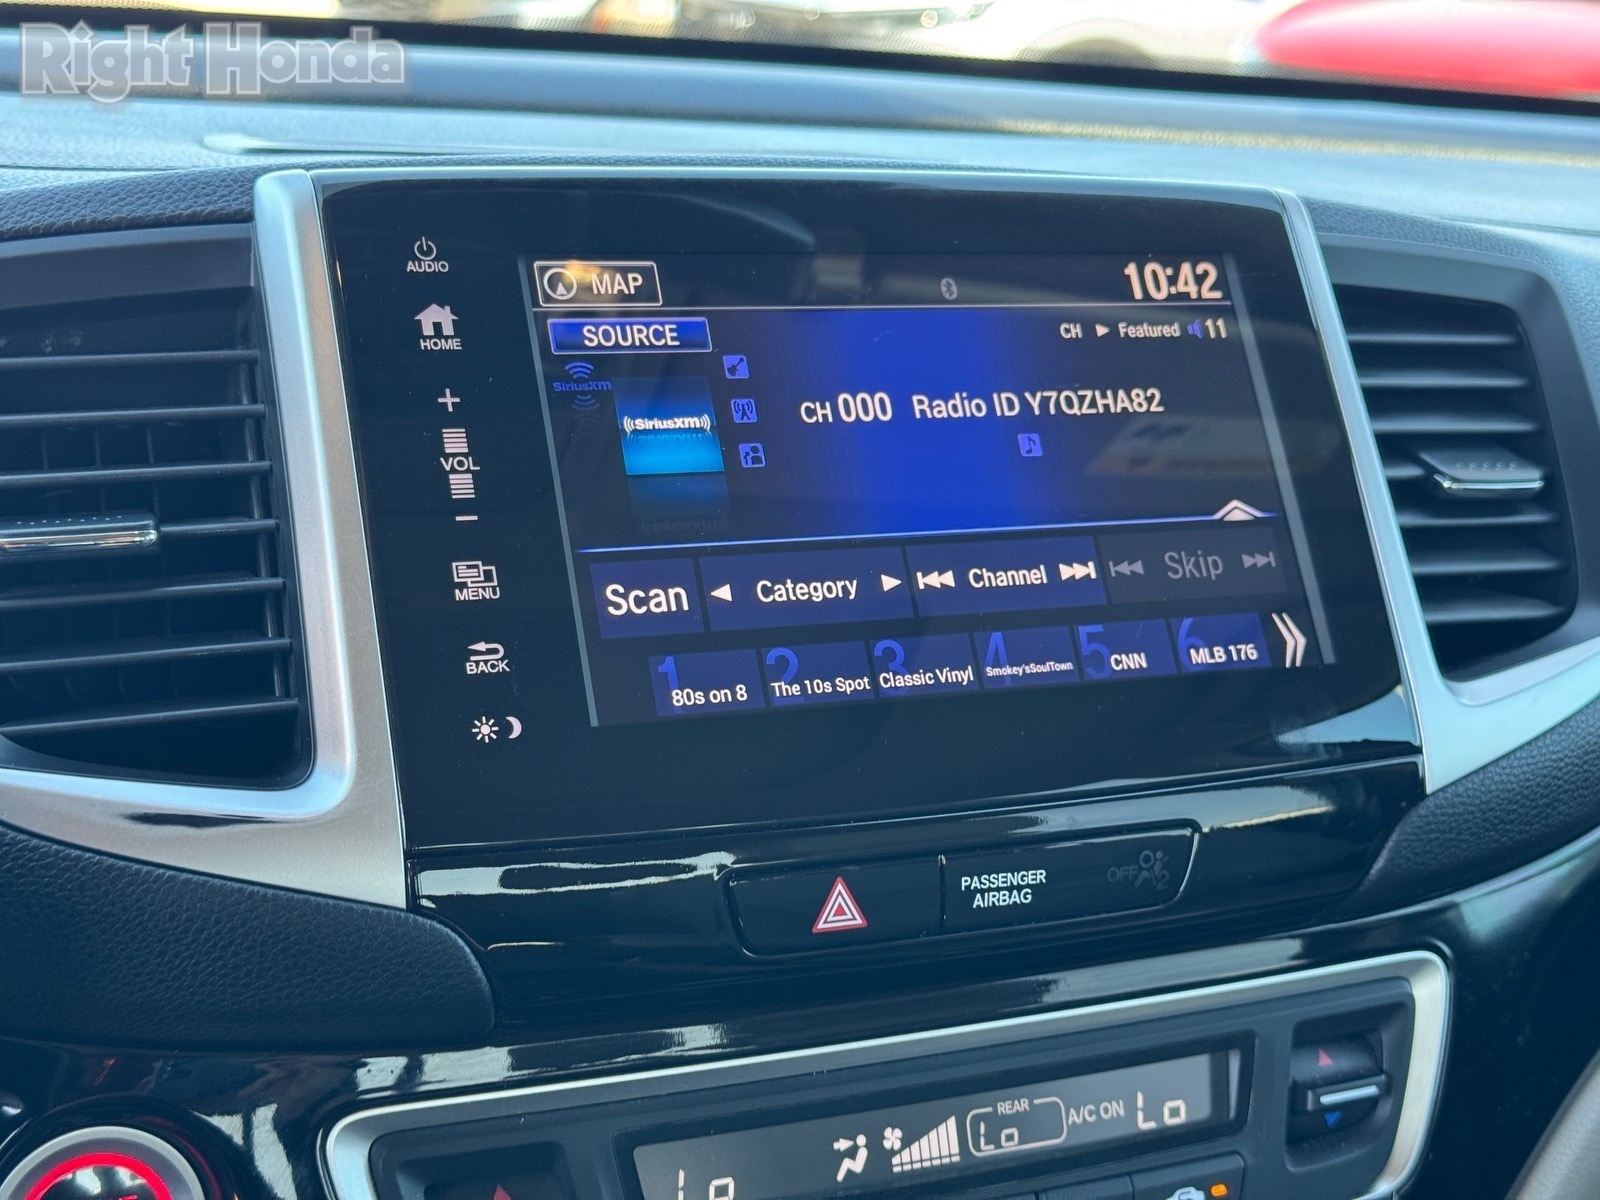 Right Honda
AUDIO
HOME
+
VOL
−
MENU
BACK
MAP
10:42
SOURCE
CH ► Featured 11
SiriusXM
((SiriusXM))
CH 000 Radio ID Y7QZHA82
Scan
◄ Category ►
Channel
Skip
1 80s on 8
2 The 10s Spot
3 Classic Vinyl
4 Smokey'sSoulTown
5 CNN
6 MLB 176
PASSENGER
AIRBAG
OFF 2
REAR
Lo
A/C ON
Lo
Lo